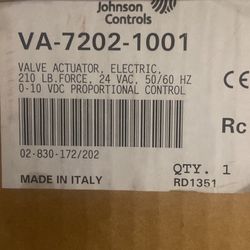 Johnson
Controls
VA-7202-1001
VALVE ACTUATOR, ELECTRIC,
210 LB.FORCE, 24 VAC, 50/60 HZ
0-10 VDC PROPORTIONAL CONTROL
CE
Rc
02-830-172/202
QTY. 1
MADE IN ITALY
RD1351